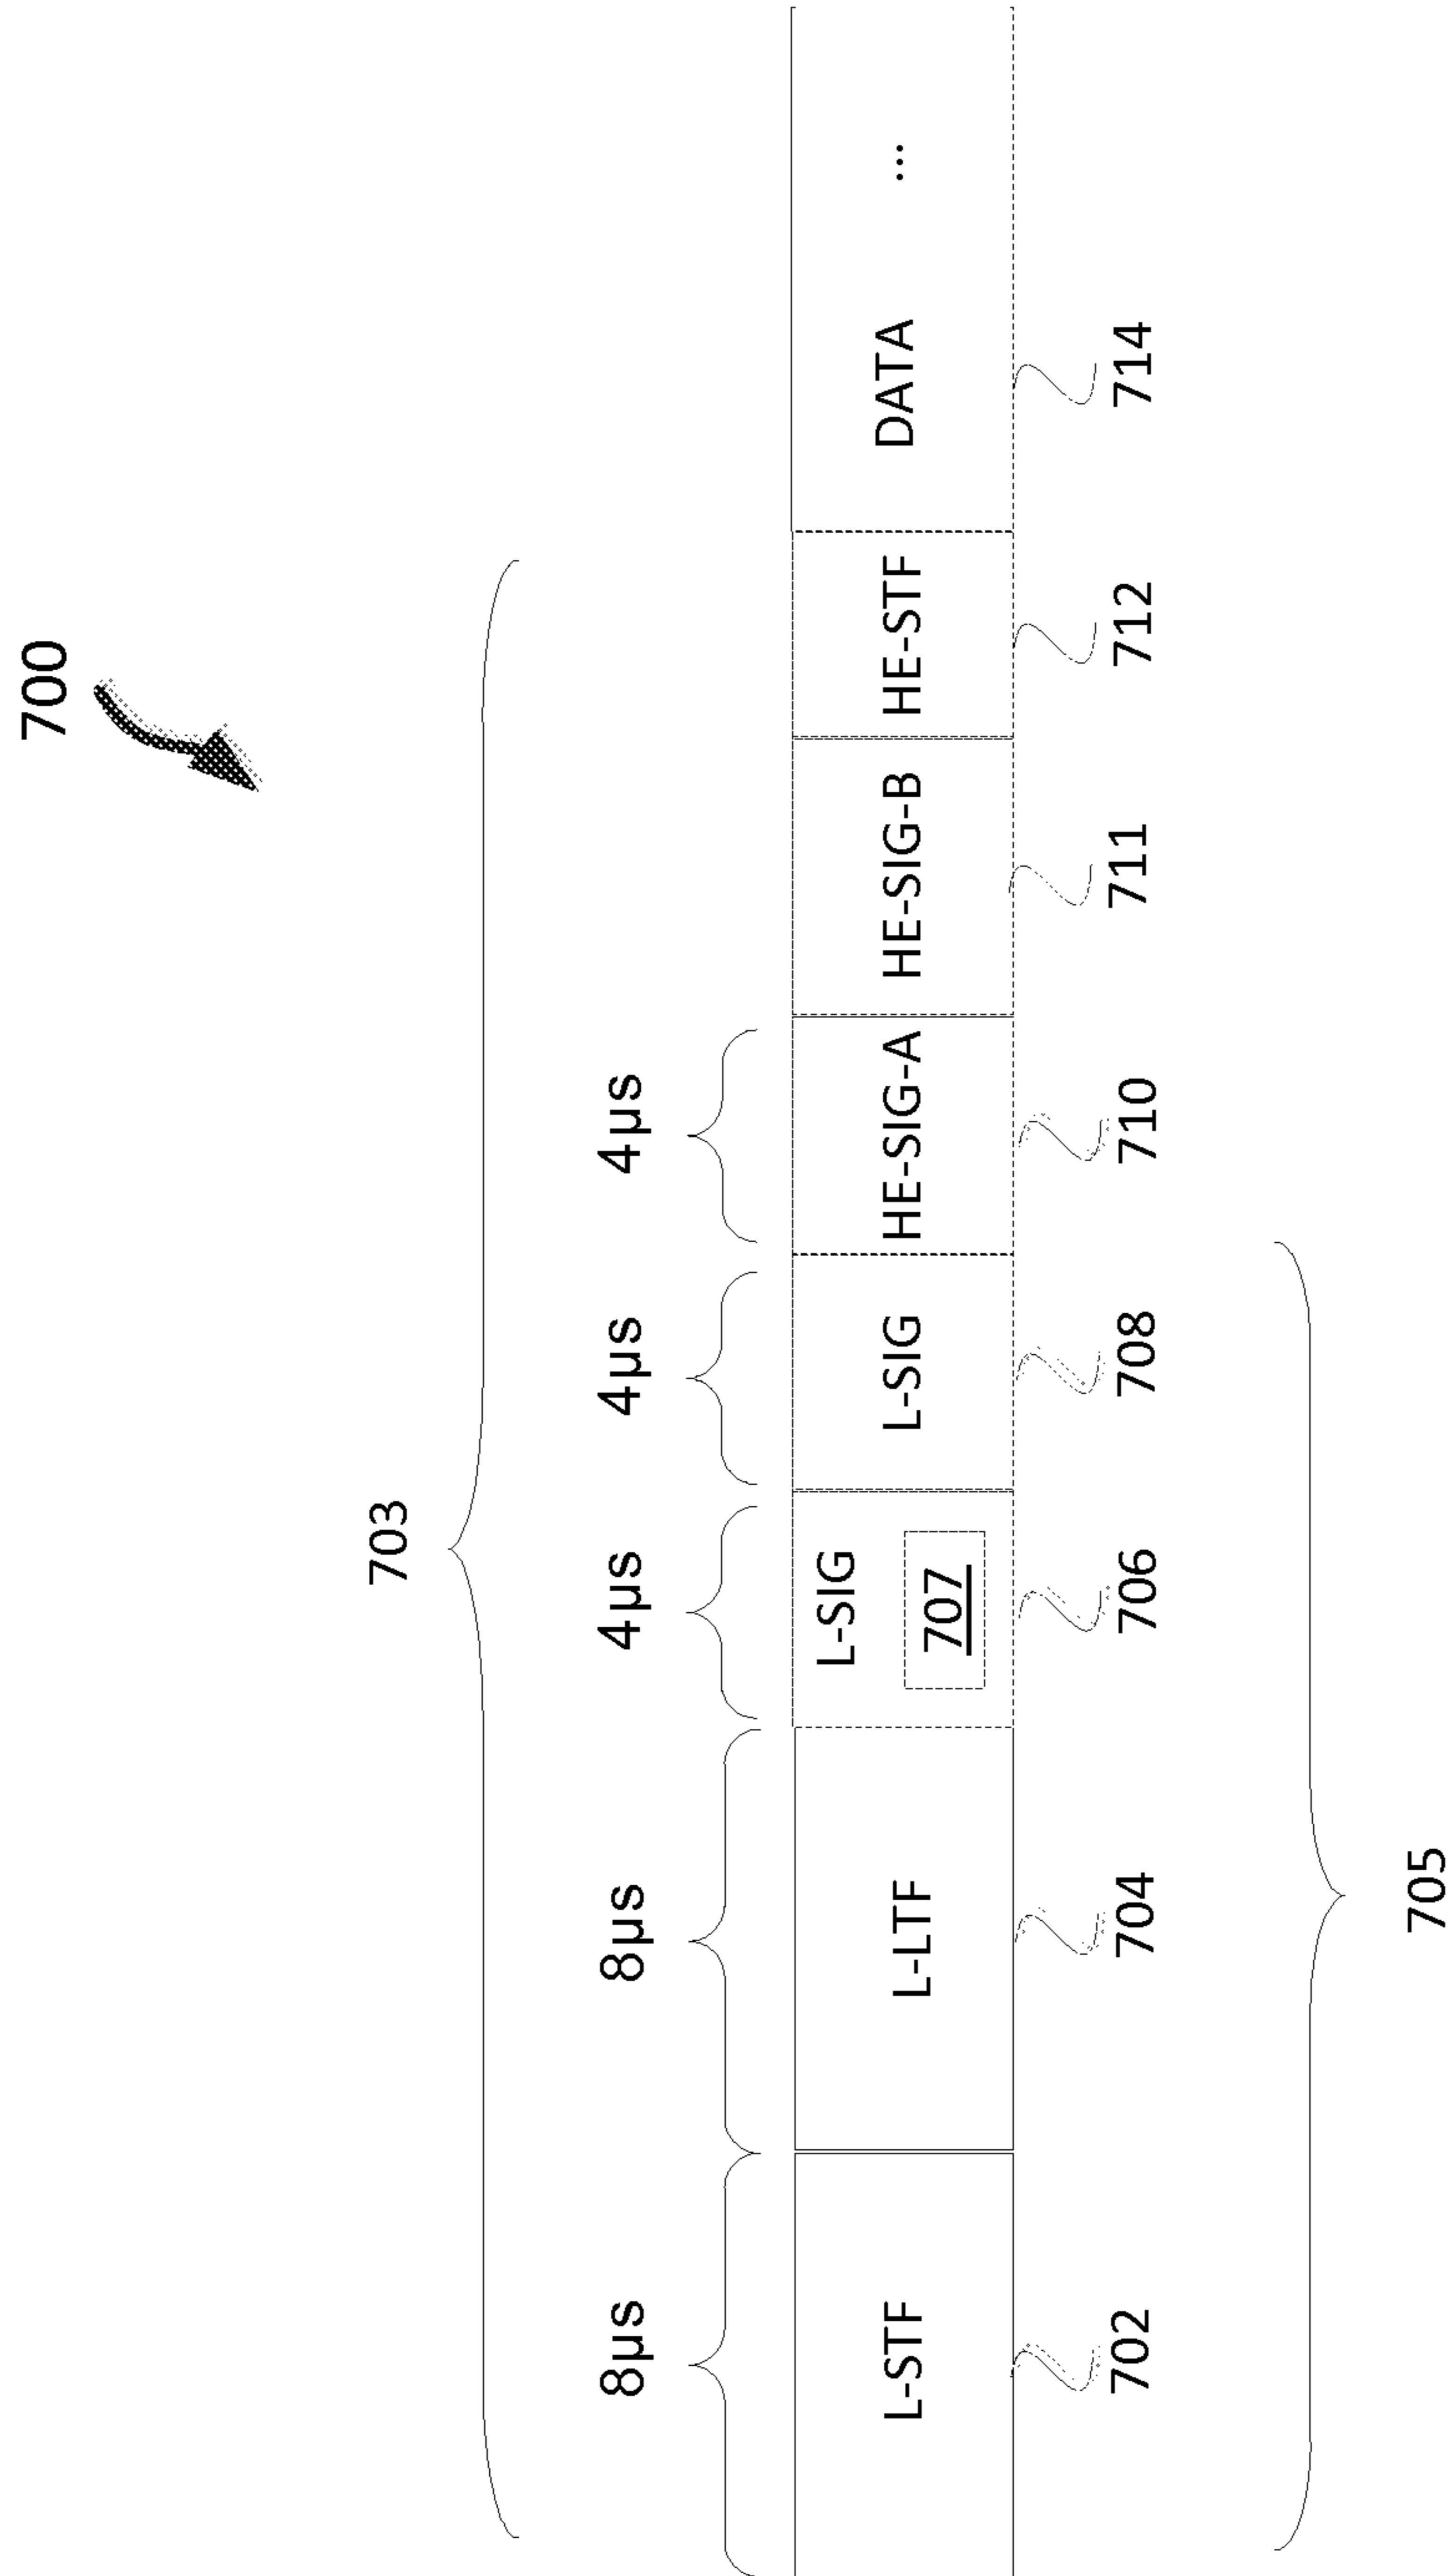 700
703
8μs
8μs
4μs
4μs
4μs
L-STF
L-LTF
L-SIG
707
L-SIG
HE-SIG-A
HE-SIG-B
HE-STF
DATA
...
702
704
706
708
710
711
712
714
705